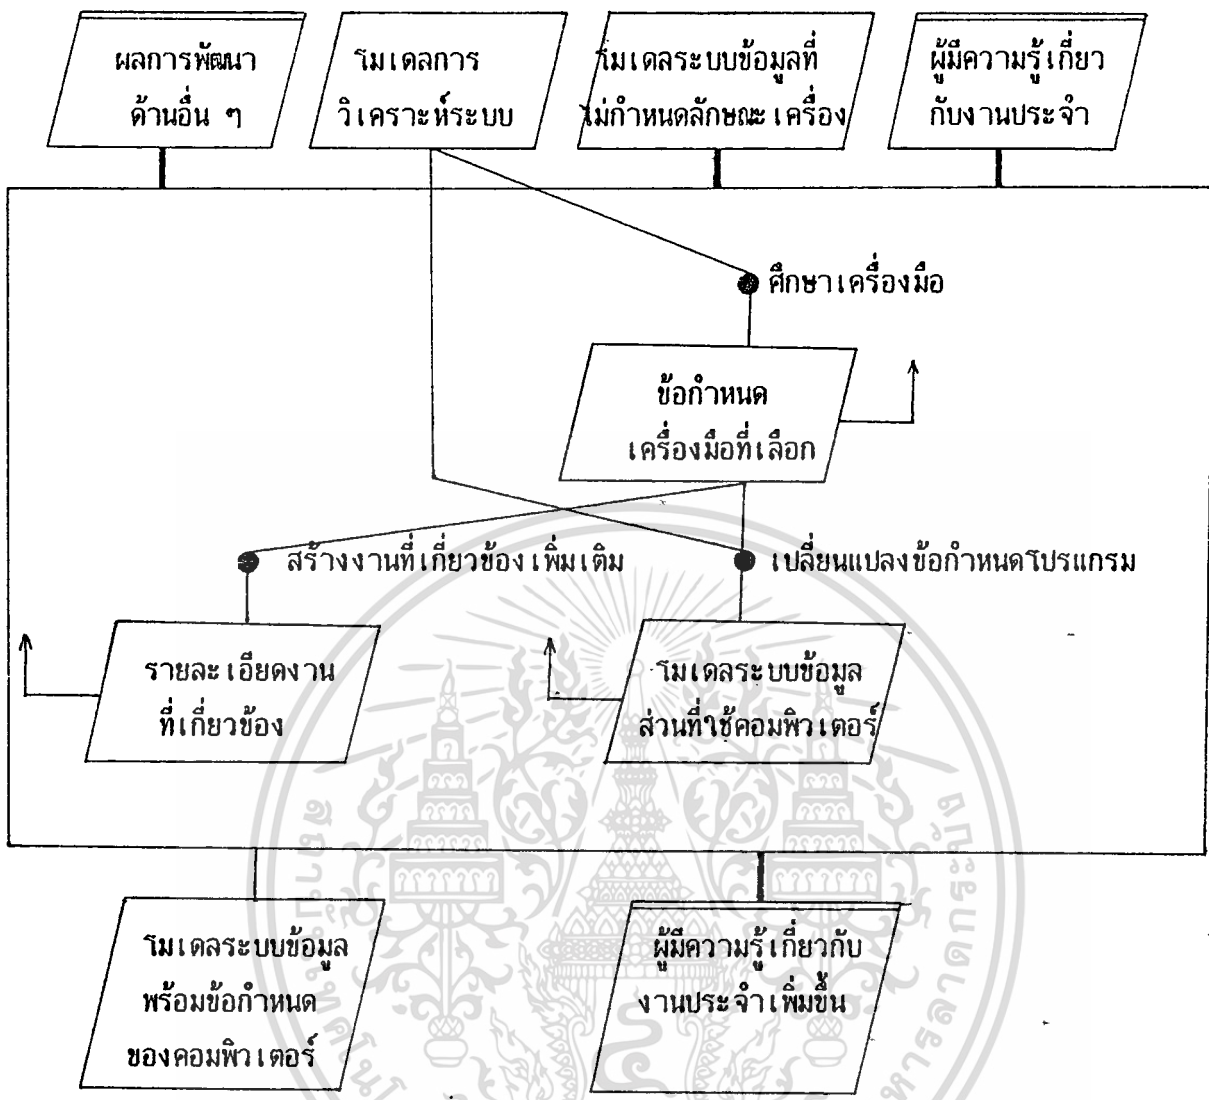 ผลการพัฒนา
ด้านอื่น ๆ
โมเดลการ
วิเคราะห์ระบบ
โมเดลระบบข้อมูลที่
ไม่กำหนดลักษณะเครื่อง
ผู้มีความรู้เกี่ยว
กับงานประจำ
ศึกษาเครื่องมือ
ข้อกำหนด
เครื่องมือที่เลือก
สร้างงานที่เกี่ยวข้องเพิ่มเติม
เปลี่ยนแปลงข้อกำหนดโปรแกรม
รายละเอียดงาน
ที่เกี่ยวข้อง
โมเดลระบบข้อมูล
ส่วนที่ใช้คอมพิวเตอร์
โมเดลระบบข้อมูล
พร้อมข้อกำหนด
ของคอมพิวเตอร์
ผู้มีความรู้เกี่ยวกับ
งานประจำเพิ่มขึ้น